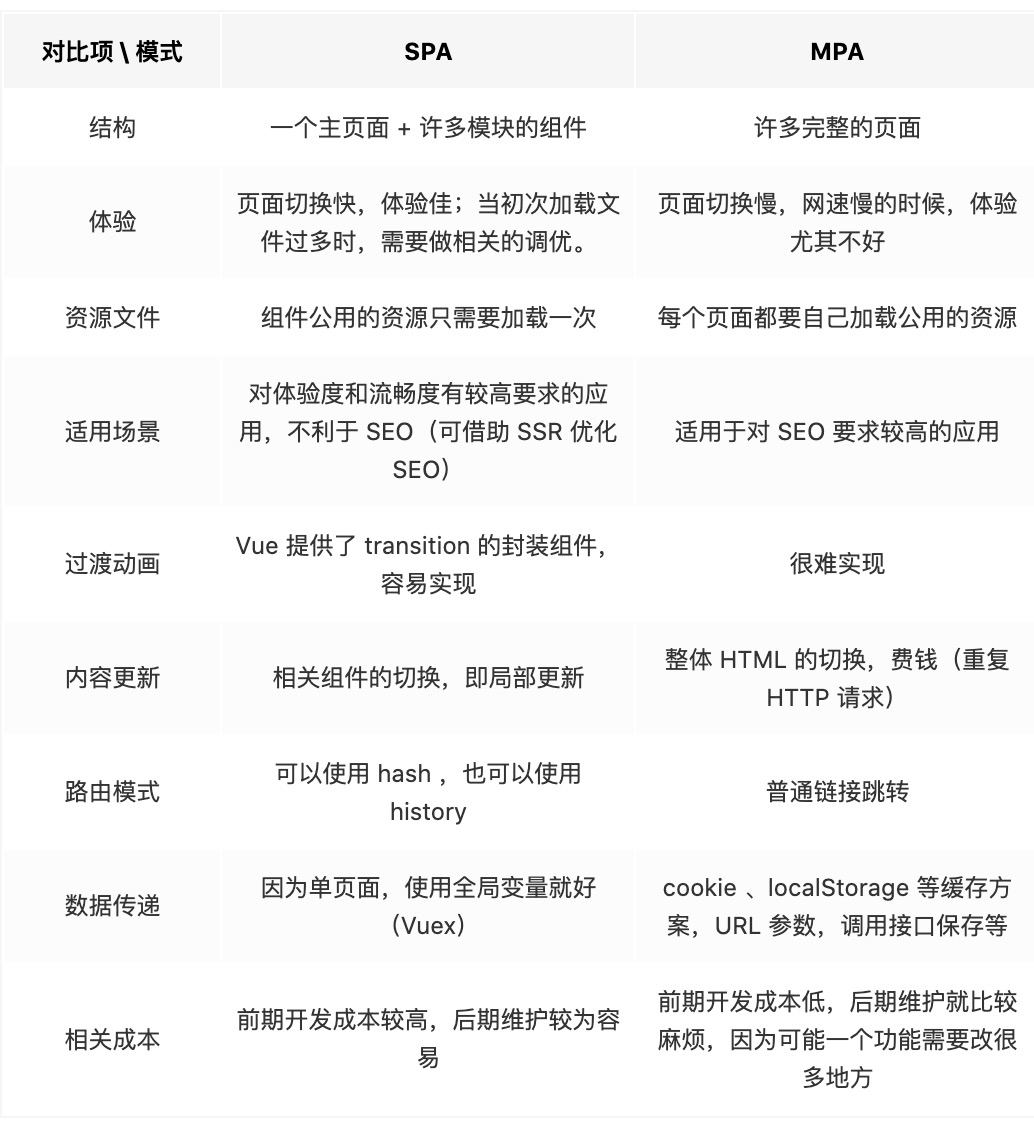 对比项 \ 模式 SPA MPA
结构 一个主页面 + 许多模块的组件 许多完整的页面
体验
页面切换快，体验佳；当初次加载文
件过多时，需要做相关的调优。
页面切换慢，网速慢的时候，体验
尤其不好
资源文件 组件公用的资源只需要加载一次 每个页面都要自己加载公用的资源
适用场景
对体验度和流畅度有较高要求的应
用，不利于 SEO（可借助 SSR 优化
SEO）
适用于对 SEO 要求较高的应用
过渡动画
Vue 提供了 transition 的封装组件，
容易实现
很难实现
内容更新
相关组件的切换，即局部更新
整体 HTML 的切换，费钱（重复
HTTP 请求）
路由模式
可以使用 hash ，也可以使用
history
普通链接跳转
数据传递
因为单页面，使用全局变量就好
（Vuex）
cookie 、localStorage 等缓存方
案，URL 参数，调用接口保存等
相关成本
前期开发成本较高，后期维护较为容
易
前期开发成本低，后期维护就比较
麻烦，因为可能一个功能需要改很
多地方